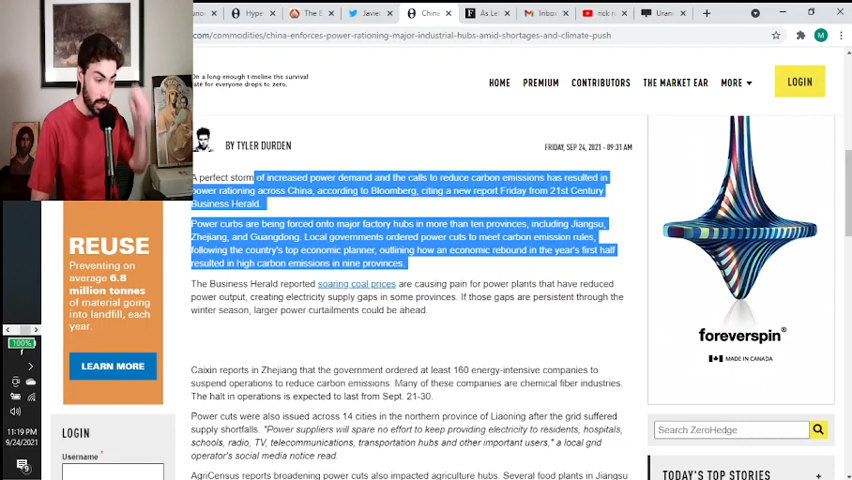 Hype
The B
Javier
China
As Lei
Inbox
nick r
Urani
com/commodities/china-enforces-power-rationing-major-industrial-hubs-amid-shortages-and-climate-push
M
On a long enough timeline the survival
rate for everyone drops to zero.
HOME PREMIUM CONTRIBUTORS THE MARKET EAR MORE
LOGIN
BY TYLER DURDEN
FRIDAY, SEP 24, 2021 - 09:31 AM
A perfect storm of increased power demand and the calls to reduce carbon emissions has resulted in
power rationing across China, according to Bloomberg, citing a new report Friday from 21st Century
Business Herald.
Power curbs are being forced onto major factory hubs in more than ten provinces, including Jiangsu,
Zhejiang, and Guangdong. Local governments ordered power cuts to meet carbon emission rules,
following the country's top economic planner, outlining how an economic rebound in the year's first half
resulted in high carbon emissions in nine provinces.
The Business Herald reported soaring coal prices are causing pain for power plants that have reduced
power output, creating electricity supply gaps in some provinces. If those gaps are persistent through the
winter season, larger power curtailments could be ahead.
Caixin reports in Zhejiang that the government ordered at least 160 energy-intensive companies to
suspend operations to reduce carbon emissions. Many of these companies are chemical fiber industries.
The halt in operations is expected to last from Sept. 21-30.
Power cuts were also issued across 14 cities in the northern province of Liaoning after the grid suffered
supply shortfalls. "Power suppliers will spare no effort to keep providing electricity to residents, hospitals,
schools, radio, TV, telecommunications, transportation hubs and other important users," a local grid
operator's social media notice read.
AgriCensus reports broadening power cuts also impacted agriculture hubs. Several food plants in Jiangsu
REUSE
Preventing on
average 6.8
million tonnes
of material going
into landfill, each
year.
LEARN MORE
LOGIN
Username *
100%
11:19 PM
9/24/2021
foreverspin®
MADE IN CANADA
Search ZeroHedge
TODAY'S TOP STORIES +